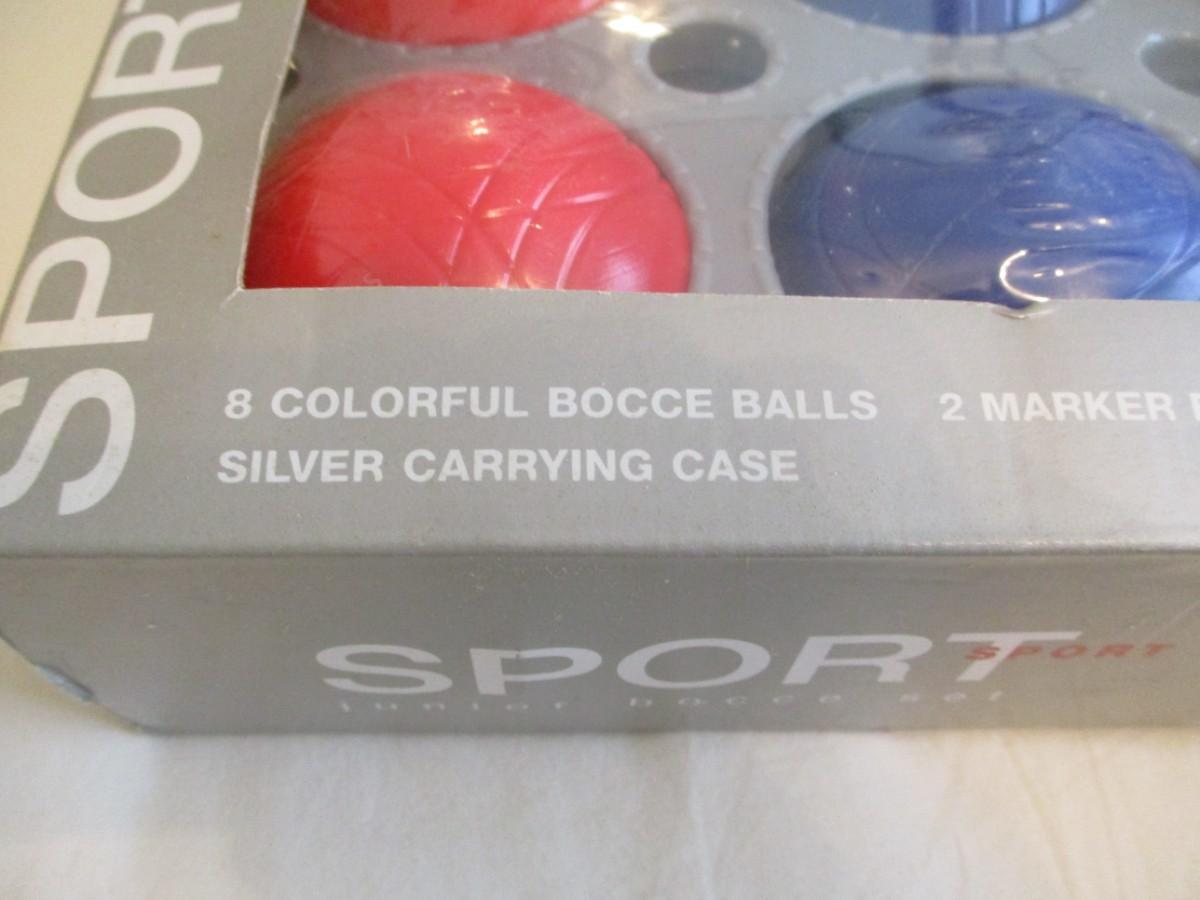 SPORT
8 COLORFUL BOCCE BALLS 2 MARKER
SILVER CARRYING CASE
SPORT SPORT
junior bocce set